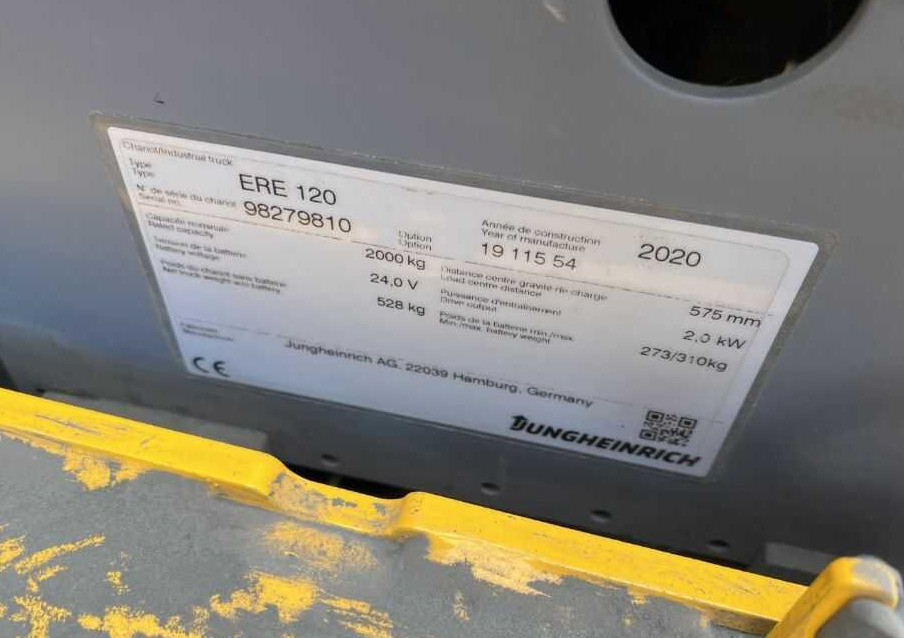 Chariot/Industrial truck
Type
Type
ERE 120
N° de série du chariot
Serial no.
98279810
Option
Option
19 115 54
Année de construction
Year of manufacture
2020
Capacité nominale
Rated capacity
2000 kg
Distance centre gravité de charge
Load centre distance
575 mm
Tension de la batterie
Battery voltage
24,0 V
Puissance d'entraînement
Drive output
2,0 kW
Poids du chariot sans batterie
Net truck weight w/o battery
528 kg
Poids de la batterie min./max.
Min./max. battery weight
273/310kg
Fabricant
Jungheinrich AG, 22039 Hamburg, Germany
CE
JUNGHEINRICH